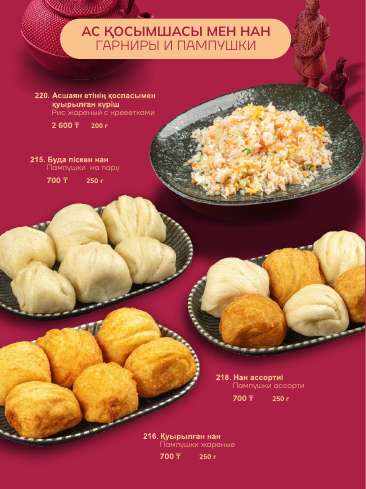 АС ҚОСЫМШАСЫ МЕН НАН
ГАРНИРЫ И ПАМПУШКИ
220. Асшаян етінің қоспасымен
қуырылған күріш
Рис жареный с креветками
2 600 ₸ 200 г
215. Буда піскен нан
Пампушки на пару
700 ₸ 250 г
218. Нан ассорти
Пампушки ассорти
700 ₸ 250 г
216. Қуырылған нан
Пампушки жареные
700 ₸ 250 г